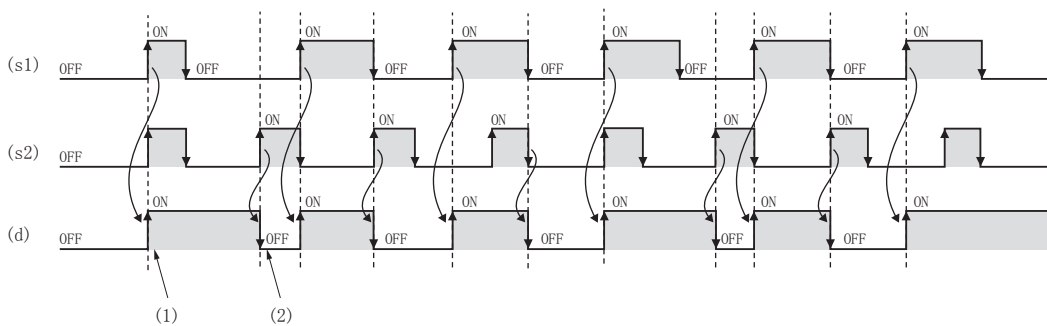 ON ON ON ON ON ON
(s1) OFF OFF OFF OFF OFF OFF
ON ON ON ON ON
(s2) OFF
ON ON ON ON ON ON
(d) OFF OFF OFF OFF OFF OFF
(1) (2)